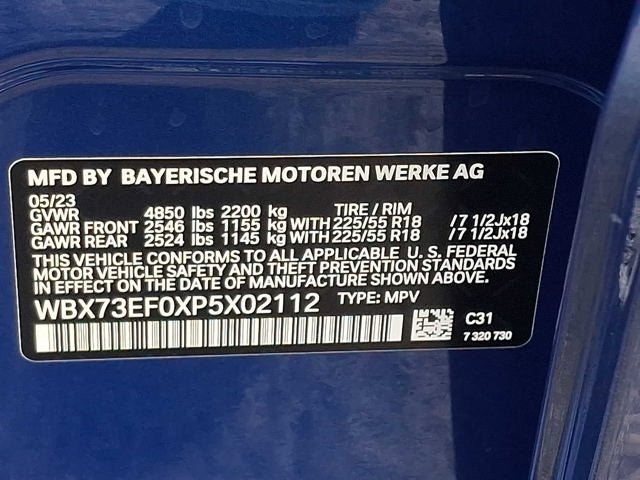 MFD BY BAYERISCHE MOTOREN WERKE AG
05/23
GVWR 4850 lbs 2200 kg TIRE / RIM
GAWR FRONT 2546 lbs 1155 kg WITH 225/55 R18 /7 1/2Jx18
GAWR REAR 2524 lbs 1145 kg WITH 225/55 R18 /7 1/2Jx18
THIS VEHICLE CONFORMS TO ALL APPLICABLE U. S. FEDERAL
MOTOR VEHICLE SAFETY AND THEFT PREVENTION STANDARDS
IN EFFECT ON THE DATE OF MANUFACTURE SHOWN ABOVE.
WBX73EF0XP5X02112 TYPE: MPV
C31
7 320 730